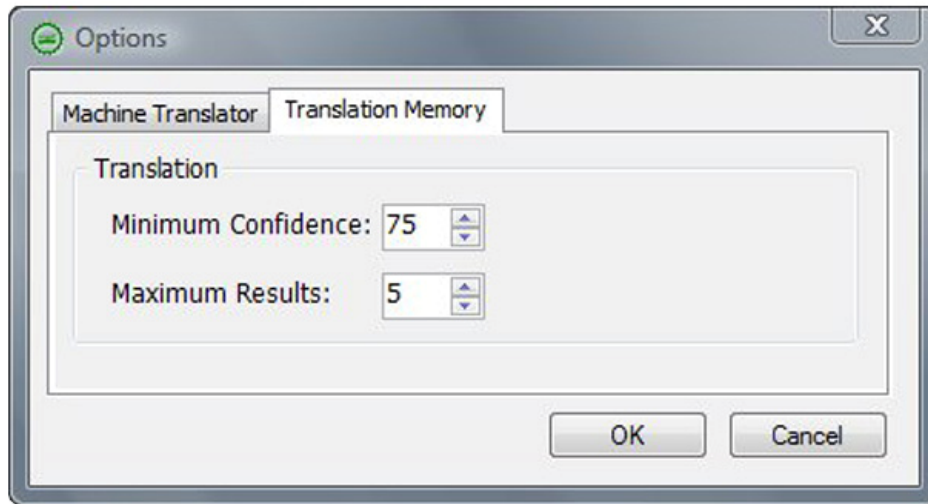 Options
Machine Translator
Translation Memory
Translation
Minimum Confidence: 75
Maximum Results: 5
OK
Cancel